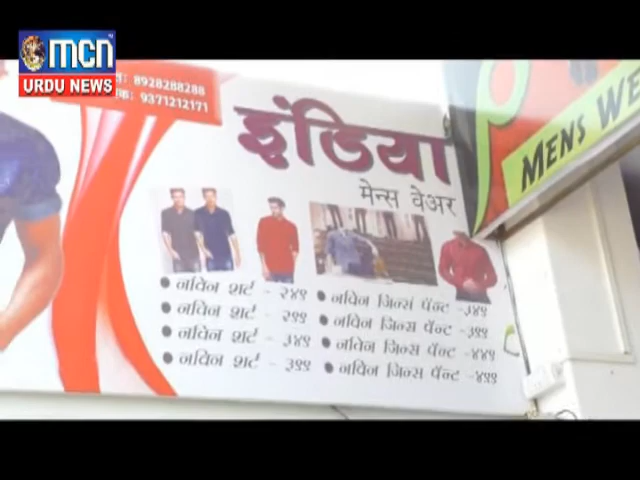 mcn
URDU NEWS
8928288288
9371212171
इंडिया
मेन्स वेअर
MENS WE
• नविन शर्ट - २४९
• नविन शर्ट - २९९
• नविन शर्ट - ३४९
• नविन शर्ट - ३९९
• नविन जिन्स पॅन्ट -३४९
• नविन जिन्स पॅन्ट -३९९
• नविन जिन्स पॅन्ट -४४९
• नविन जिन्स पॅन्ट -४९९